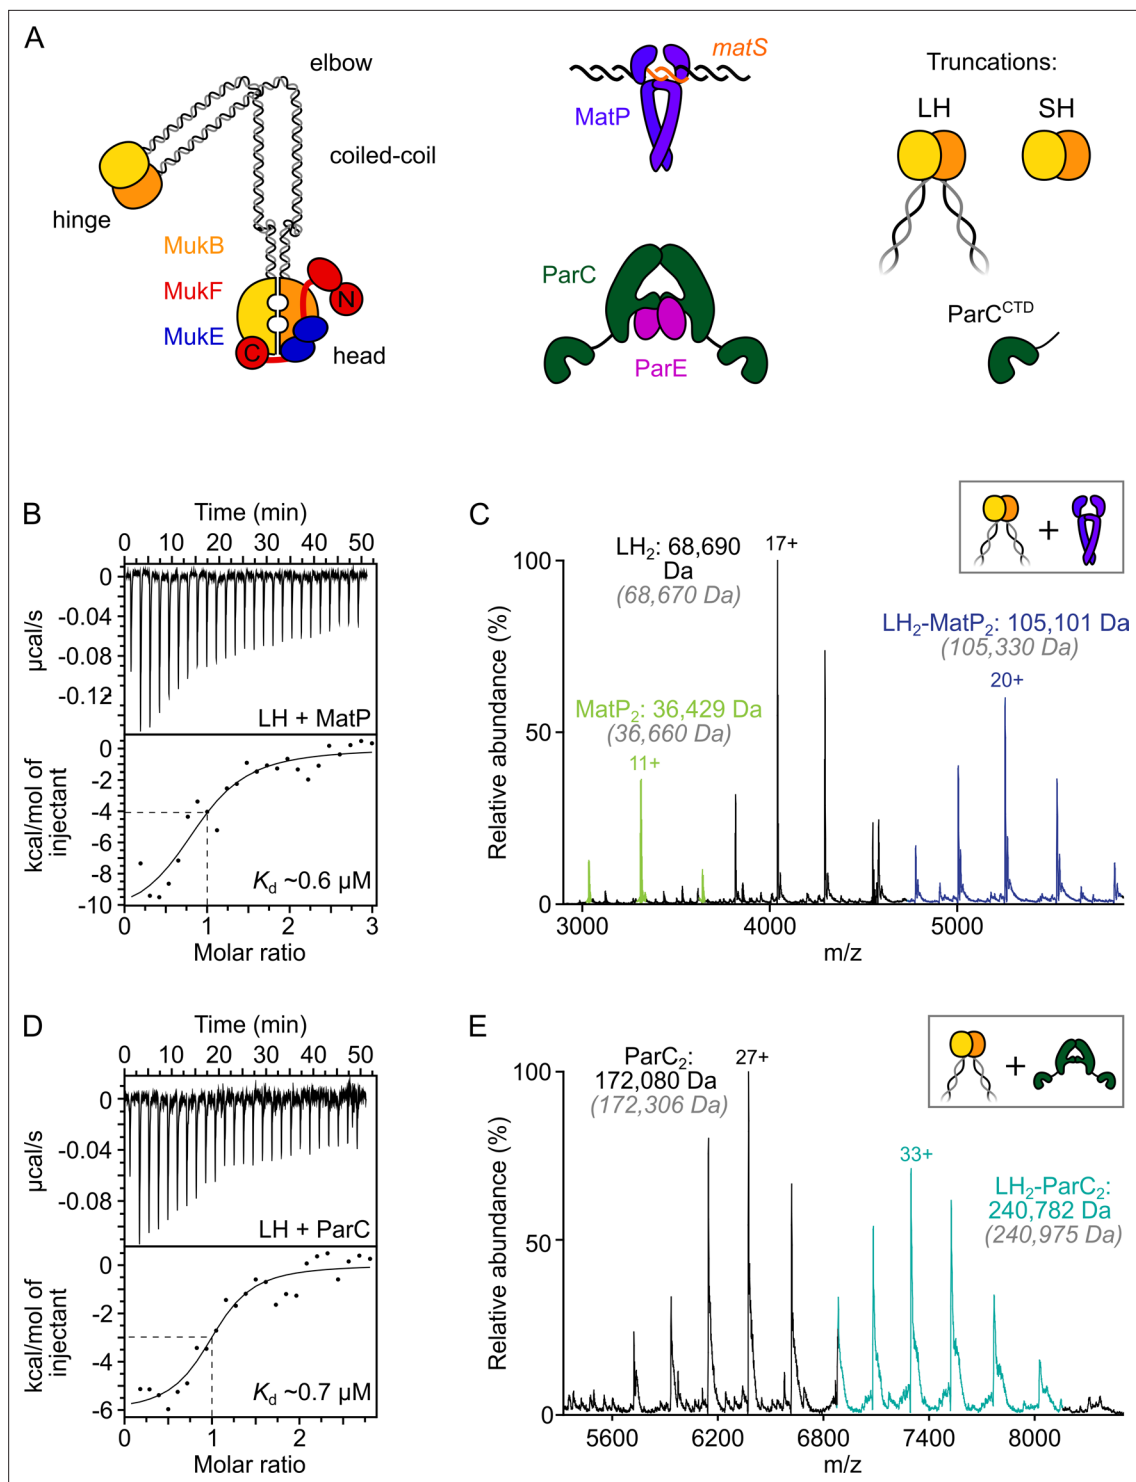 A
elbow
coiled-coil
hinge
MukB
MukF
MukE
N
C
head
matS
MatP
ParC
ParE
Truncations:
LH
SH
ParC^CTD
B
Time (min)
0 10 20 30 40 50
0
-0.04
-0.08
-0.12
µcal/s
LH + MatP
0
-2
-4
-6
-8
-10
kcal/mol of
injectant
K_d ~0.6 µM
0 1 2 3
Molar ratio
C
LH₂: 68,690
Da
(68,670 Da)
17+
LH₂-MatP₂: 105,101 Da
(105,330 Da)
20+
MatP₂: 36,429 Da
(36,660 Da)
11+
100
50
0
Relative abundance (%)
3000 4000 5000
m/z
D
Time (min)
0 10 20 30 40 50
0
-0.04
-0.08
µcal/s
LH + ParC
0
-2
-4
-6
kcal/mol of
injectant
K_d ~0.7 µM
0 1 2
Molar ratio
E
ParC₂:
172,080 Da
(172,306 Da)
27+
33+
LH₂-ParC₂:
240,782 Da
(240,975 Da)
100
50
0
Relative abundance (%)
5600 6200 6800 7400 8000
m/z